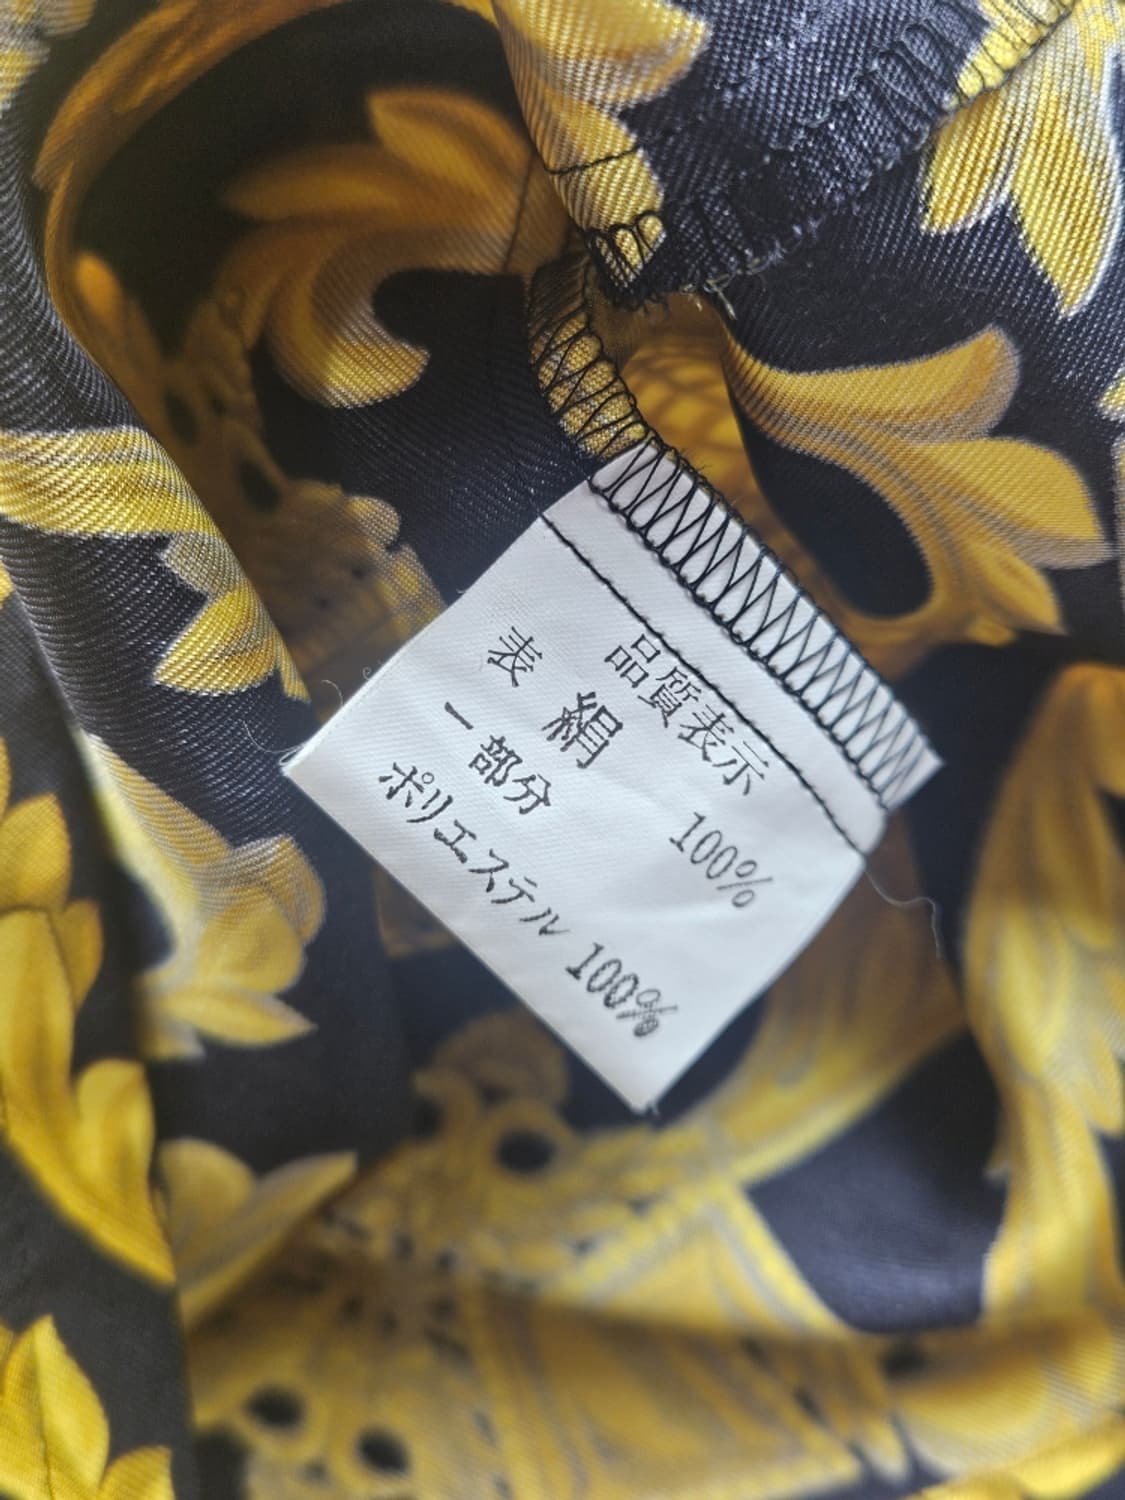 品質表示
表 絹 100%
一部分
ポリエステル 100%